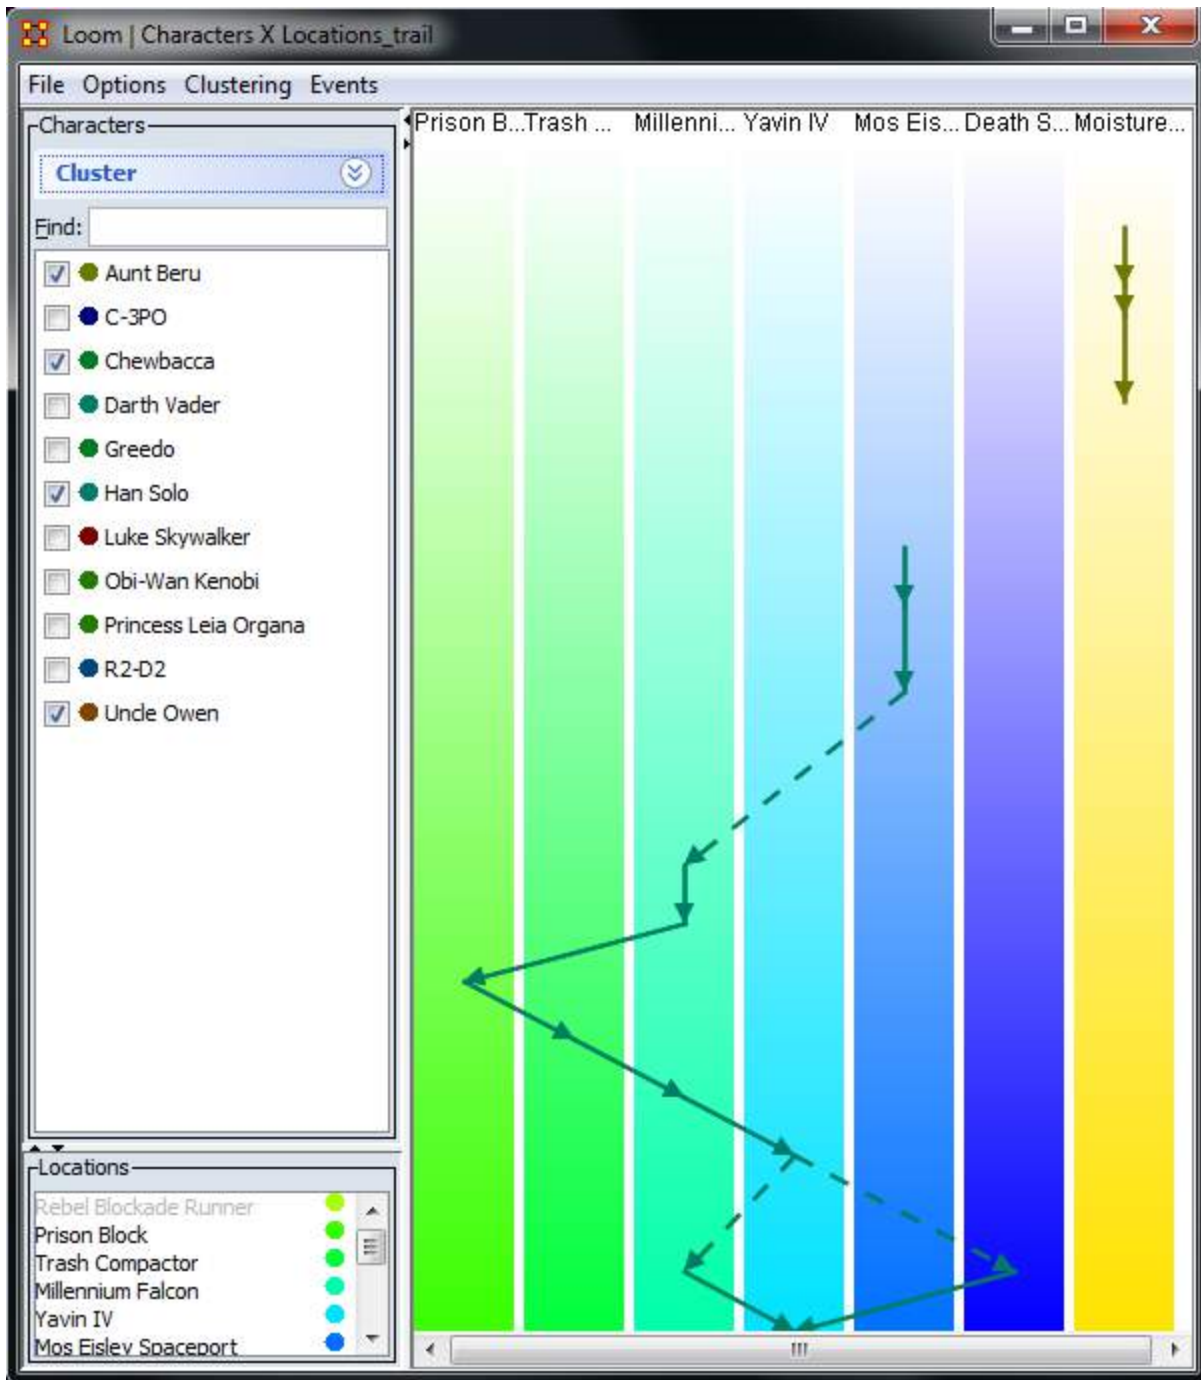 Loom | Characters X Locations_trail
File Options Clustering Events
Characters
Cluster
Find:
Aunt Beru
C-3PO
Chewbacca
Darth Vader
Greedo
Han Solo
Luke Skywalker
Obi-Wan Kenobi
Princess Leia Organa
R2-D2
Uncle Owen
Locations
Rebel Blockade Runner
Prison Block
Trash Compactor
Millennium Falcon
Yavin IV
Mos Eisley Spaceport
Prison B... Trash ... Millenni... Yavin IV Mos Eis... Death S... Moisture...